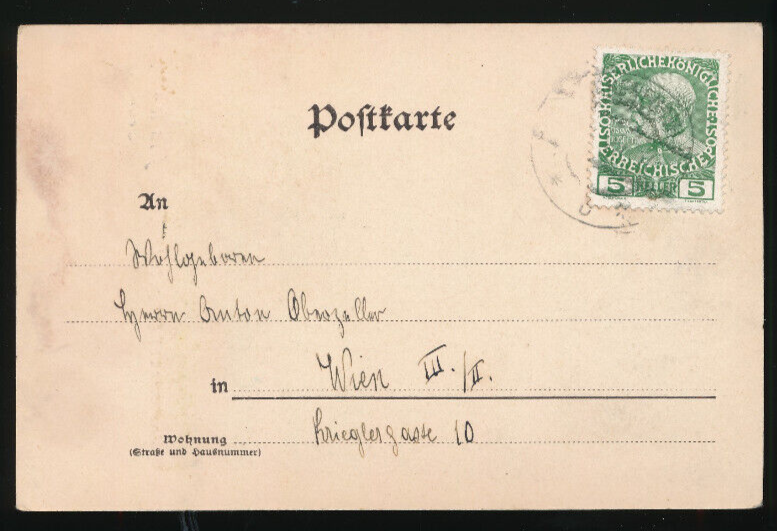 Postkarte
KAISERLICHE KÖNIGLICHE ÖSTERREICHISCHE POST
5 HELLER 5
An
Wohlgeboren
Herrn Anton Oberzeller
in Wien III./II.
Krieglergasse 10
Wohnung
(Straße und Hausnummer)